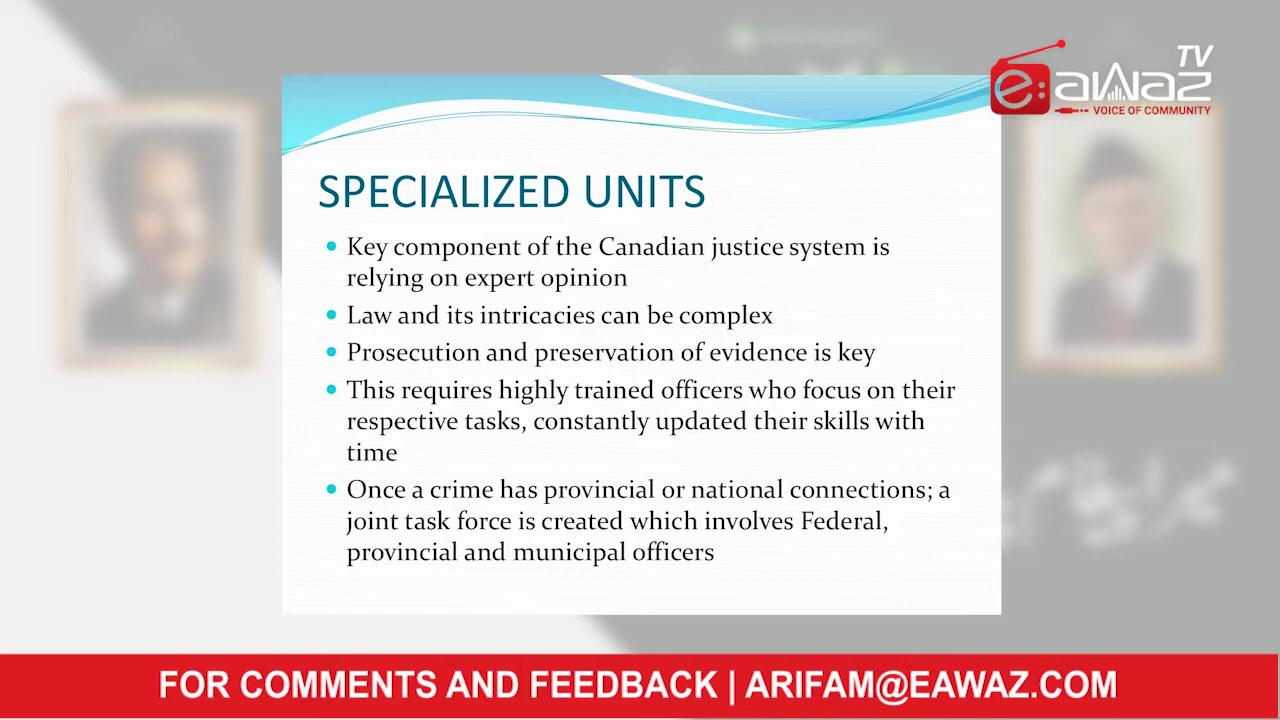 TV
e:awaz
VOICE OF COMMUNITY
SPECIALIZED UNITS
Key component of the Canadian justice system is
relying on expert opinion
Law and its intricacies can be complex
Prosecution and preservation of evidence is key
This requires highly trained officers who focus on their
respective tasks, constantly updated their skills with
time
Once a crime has provincial or national connections; a
joint task force is created which involves Federal,
provincial and municipal officers
FOR COMMENTS AND FEEDBACK | ARIFAM@EAWAZ.COM